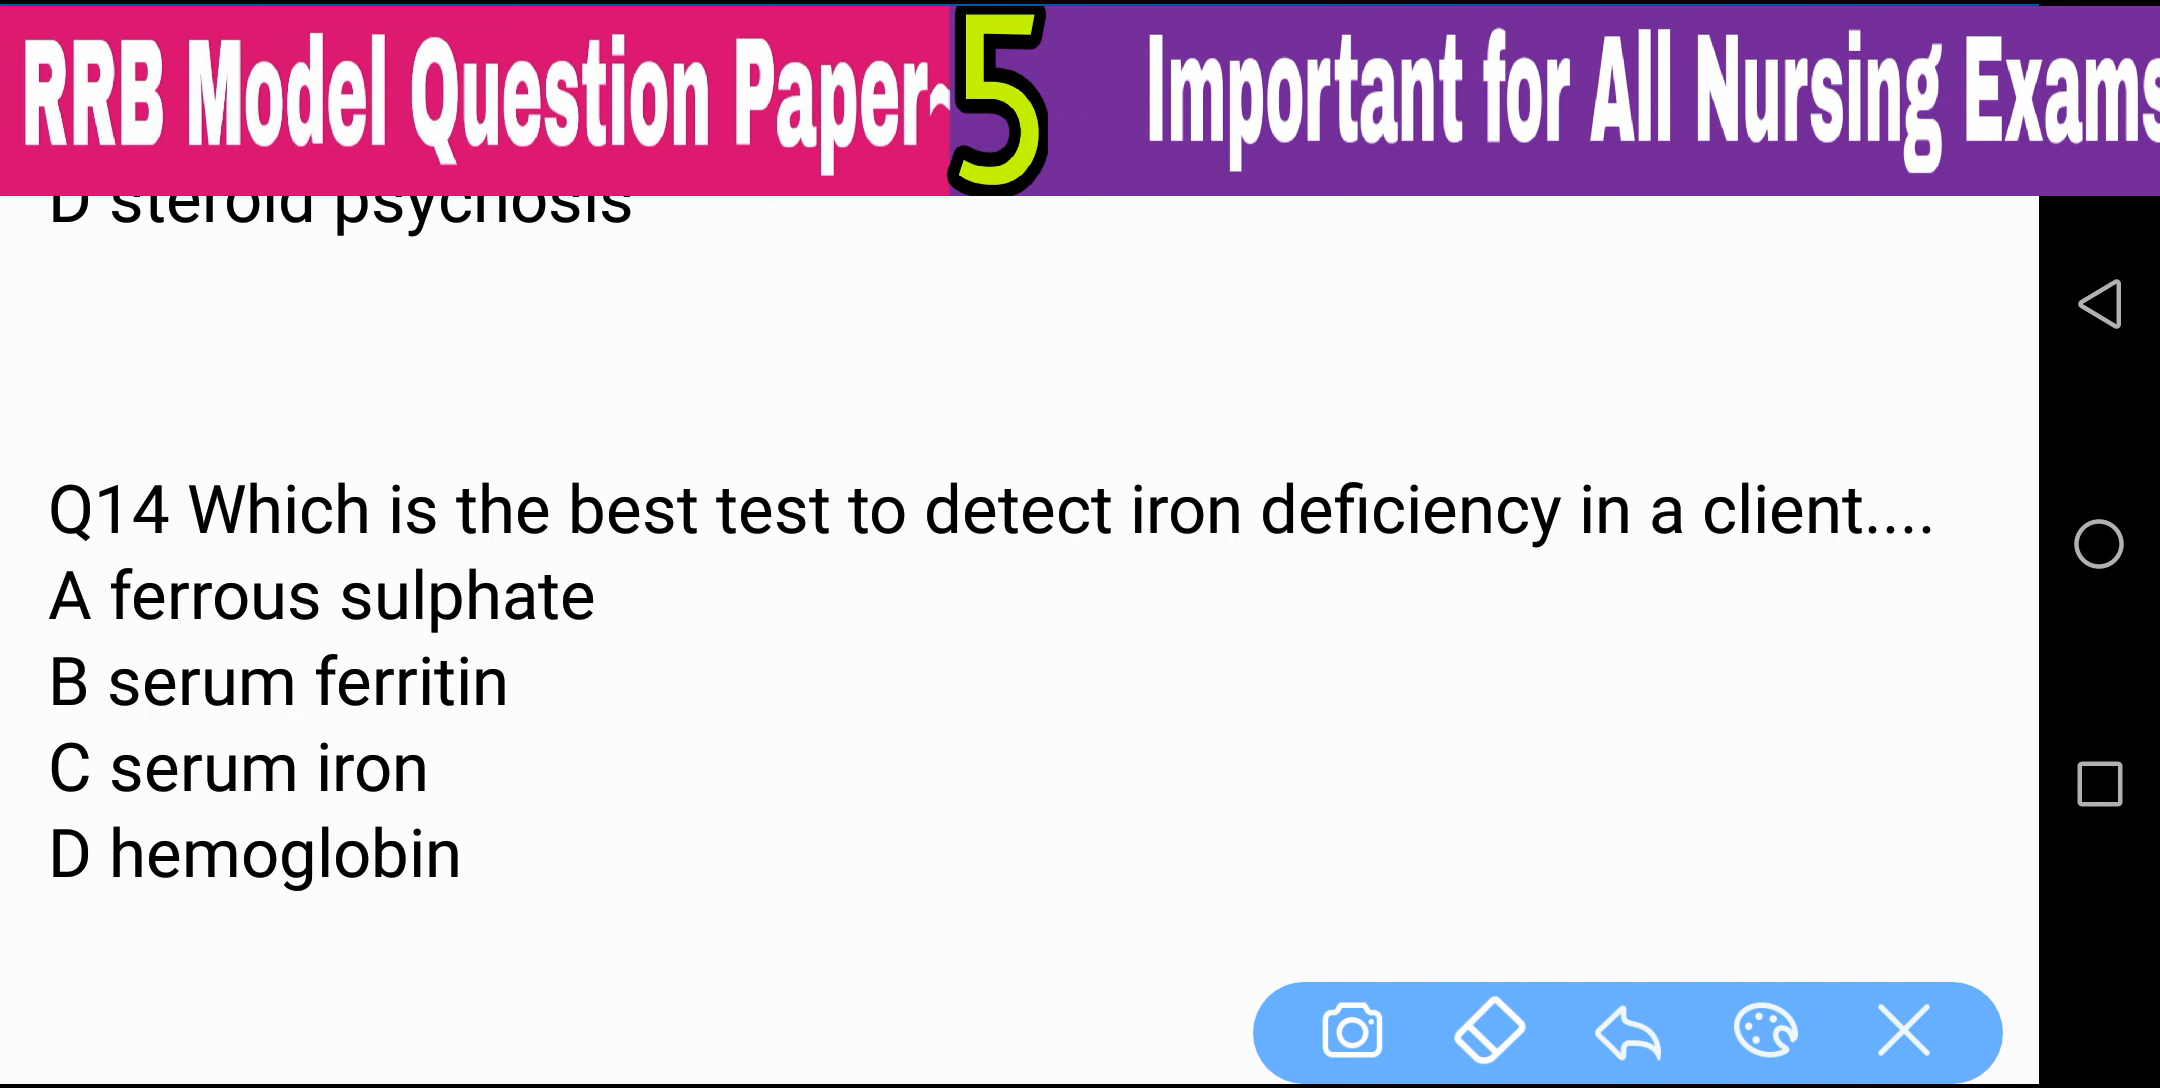 RRB Model Question Paper-5 Important for All Nursing Exams
D steroid psychosis
Q14 Which is the best test to detect iron deficiency in a client....
A ferrous sulphate
B serum ferritin
C serum iron
D hemoglobin